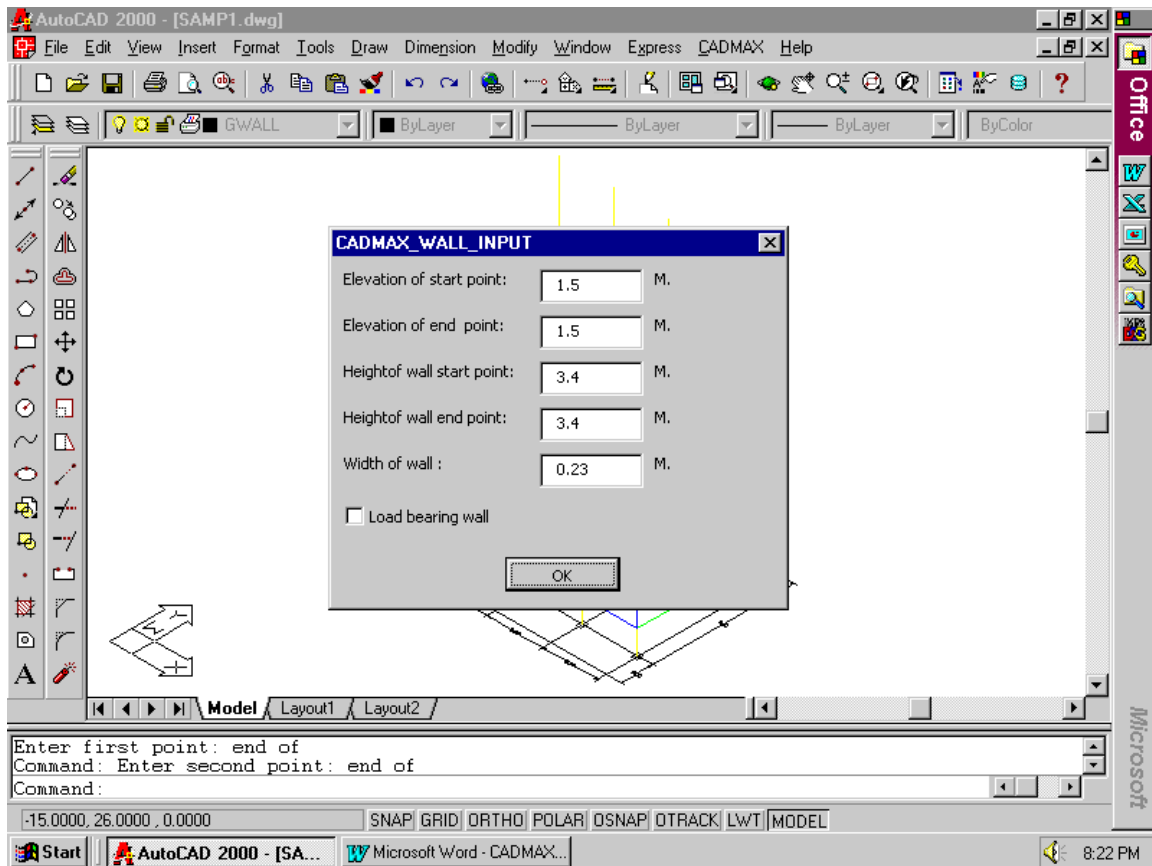 AutoCAD 2000 - [SAMP1.dwg]
File Edit View Insert Format Tools Draw Dimension Modify Window Express CADMAX Help
GWALL ByLayer ByLayer ByLayer ByColor
Office
CADMAX_WALL_INPUT
Elevation of start point: 1.5 M.
Elevation of end point: 1.5 M.
Heightof wall start point: 3.4 M.
Heightof wall end point: 3.4 M.
Width of wall : 0.23 M.
Load bearing wall
OK
A
Model Layout1 Layout2
Enter first point: end of
Command: Enter second point: end of
Command:
Microsoft
-15.0000, 26.0000 , 0.0000 SNAP GRID ORTHO POLAR OSNAP OTRACK LWT MODEL
Start AutoCAD 2000 - [SA... Microsoft Word - CADMAX... 8:22 PM